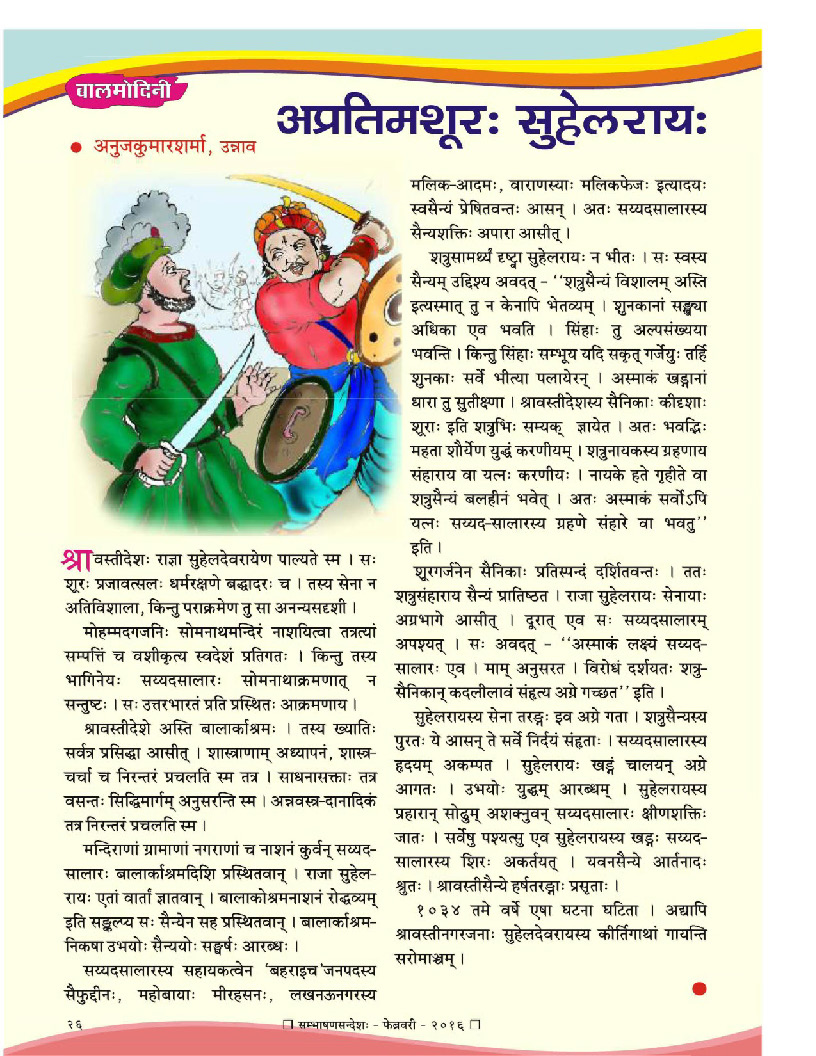 बालमोदिनी
अप्रतिमशूरः सुहेलरायः
• अनुजकुमारशर्मा, उन्नाव
श्रावस्तीदेशः राज्ञा सुहेलदेवरायेण पाल्यते स्म । सः
शूरः प्रजावत्सलः धर्मरक्षणे बद्धादरः च । तस्य सेना न
अतिविशाला, किन्तु पराक्रमेण तु सा अनन्यसदृशी ।
मोहम्मदगजनिः सोमनाथमन्दिरं नाशयित्वा तत्रत्यां
सम्पत्तिं च वशीकृत्य स्वदेशं प्रतिगतः । किन्तु तस्य
भागिनेयः सय्यदसालारः सोमनाथाक्रमणात् न
सन्तुष्टः । सः उत्तरभारतं प्रति प्रस्थितः आक्रमणाय ।
श्रावस्तीदेशे अस्ति बालार्काश्रमः । तस्य ख्यातिः
सर्वत्र प्रसिद्धा आसीत् । शास्त्राणाम् अध्यापनं, शास्त्र-
चर्चा च निरन्तरं प्रचलति स्म तत्र । साधनासक्ताः तत्र
वसन्तः सिद्धिमार्गम् अनुसरन्ति स्म । अन्नवस्त्र-दानादिकं
तत्र निरन्तरं प्रचलति स्म ।
मन्दिराणां ग्रामाणां नगराणां च नाशनं कुर्वन् सय्यद-
सालारः बालार्काश्रमदिशि प्रस्थितवान् । राजा सुहेल-
रायः एतां वार्तां ज्ञातवान् । बालाकोश्रमनाशनं रोद्धव्यम्
इति सङ्कल्प्य सः सैन्येन सह प्रस्थितवान् । बालार्काश्रम-
निकषा उभयोः सैन्ययोः सङ्घर्षः आरब्धः ।
सय्यदसालारस्य सहायकत्वेन 'बहराइच'जनपदस्य
सैफुद्दीनः, महोबायाः मीरहसनः, लखनऊनगरस्य
मलिक-आदमः, वाराणस्याः मलिकफेजः इत्यादयः
स्वसैन्यं प्रेषितवन्तः आसन् । अतः सय्यदसालारस्य
सैन्यशक्तिः अपारा आसीत् ।
शत्रुसामर्थ्यं दृष्ट्वा सुहेलरायः न भीतः । सः स्वस्य
सैन्यम् उद्दिश्य अवदत् - ''शत्रुसैन्यं विशालम् अस्ति
इत्यस्मात् तु न केनापि भेतव्यम् । शुनकानां सङ्ख्या
अधिका एव भवति । सिंहाः तु अल्पसंख्यया
भवन्ति । किन्तु सिंहाः सम्भूय यदि सकृत् गर्जेयुः तर्हि
शुनकाः सर्वे भीत्या पलायेरन् । अस्माकं खड्गानां
धारा तु सुतीक्ष्णा । श्रावस्तीदेशस्य सैनिकाः कीदृशाः
शूराः इति शत्रुभिः सम्यक् ज्ञायेत । अतः भवद्भिः
महता शौर्येण युद्धं करणीयम् । शत्रुनायकस्य ग्रहणाय
संहाराय वा यत्नः करणीयः । नायके हते गृहीते वा
शत्रुसैन्यं बलहीनं भवेत् । अतः अस्माकं सर्वोऽपि
यत्नः सय्यद-सालारस्य ग्रहणे संहारे वा भवतु''
इति ।
शूरगर्जनेन सैनिकाः प्रतिस्पन्दं दर्शितवन्तः । ततः
शत्रुसंहाराय सैन्यं प्रातिष्ठत । राजा सुहेलरायः सेनायाः
अग्रभागे आसीत् । दूरात् एव सः सय्यदसालारम्
अपश्यत् । सः अवदत् - ''अस्माकं लक्ष्यं सय्यद-
सालारः एव । माम् अनुसरत । विरोधं दर्शयतः शत्रु-
सैनिकान् कदलीलावं संहृत्य अग्रे गच्छत'' इति ।
सुहेलरायस्य सेना तरङ्गः इव अग्रे गता । शत्रुसैन्यस्य
पुरतः ये आसन् ते सर्वे निर्दयं संहृताः । सय्यदसालारस्य
हृदयम् अकम्पत । सुहेलरायः खड्गं चालयन् अग्रे
आगतः । उभयोः युद्धम् आरब्धम् । सुहेलरायस्य
प्रहारान् सोढुम् अशक्नुवन् सय्यदसालारः क्षीणशक्तिः
जातः । सर्वेषु पश्यत्सु एव सुहेलरायस्य खड्गः सय्यद-
सालारस्य शिरः अकर्तयत् । यवनसैन्ये आर्तनादः
श्रुतः । श्रावस्तीसैन्ये हर्षतरङ्गाः प्रसृताः ।
१०३४ तमे वर्षे एषा घटना घटिता । अद्यापि
श्रावस्तीनगरजनाः सुहेलदेवरायस्य कीर्तिगाथां गायन्ति
सरोमाञ्चम् ।
२६
❐ सम्भाषणसन्देशः - फेब्रवरी - २०१६ ❐